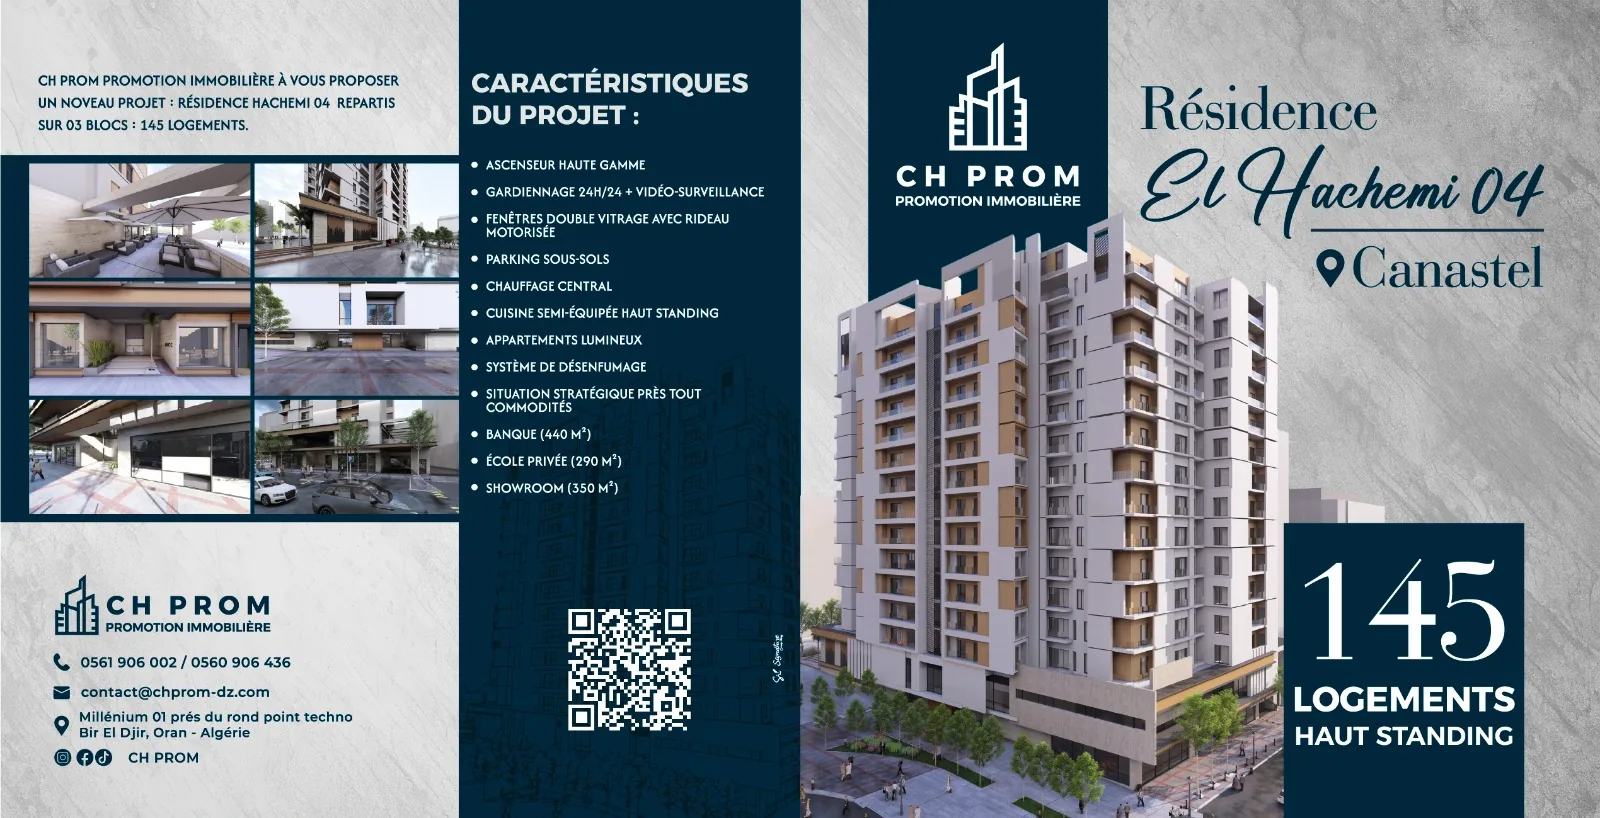 CH PROM PROMOTION IMMOBILIÈRE À VOUS PROPOSER
UN NOVEAU PROJET : RÉSIDENCE HACHEMI 04 REPARTIS
SUR 03 BLOCS : 145 LOGEMENTS.
CH PROM
PROMOTION IMMOBILIÈRE
0561 906 002 / 0560 906 436
contact@chprom-dz.com
Millénium 01 prés du rond point techno
Bir El Djir, Oran - Algérie
CH PROM
CARACTÉRISTIQUES
DU PROJET :
ASCENSEUR HAUTE GAMME
GARDIENNAGE 24H/24 + VIDÉO-SURVEILLANCE
FENÊTRES DOUBLE VITRAGE AVEC RIDEAU
MOTORISÉE
PARKING SOUS-SOLS
CHAUFFAGE CENTRAL
CUISINE SEMI-ÉQUIPÉE HAUT STANDING
APPARTEMENTS LUMINEUX
SYSTÈME DE DÉSENFUMAGE
SITUATION STRATÉGIQUE PRÈS TOUT
COMMODITÉS
BANQUE (440 M²)
ÉCOLE PRIVÉE (290 M²)
SHOWROOM (350 M²)
CH PROM
PROMOTION IMMOBILIÈRE
Résidence
El Hachemi 04
Canastel
145
LOGEMENTS
HAUT STANDING